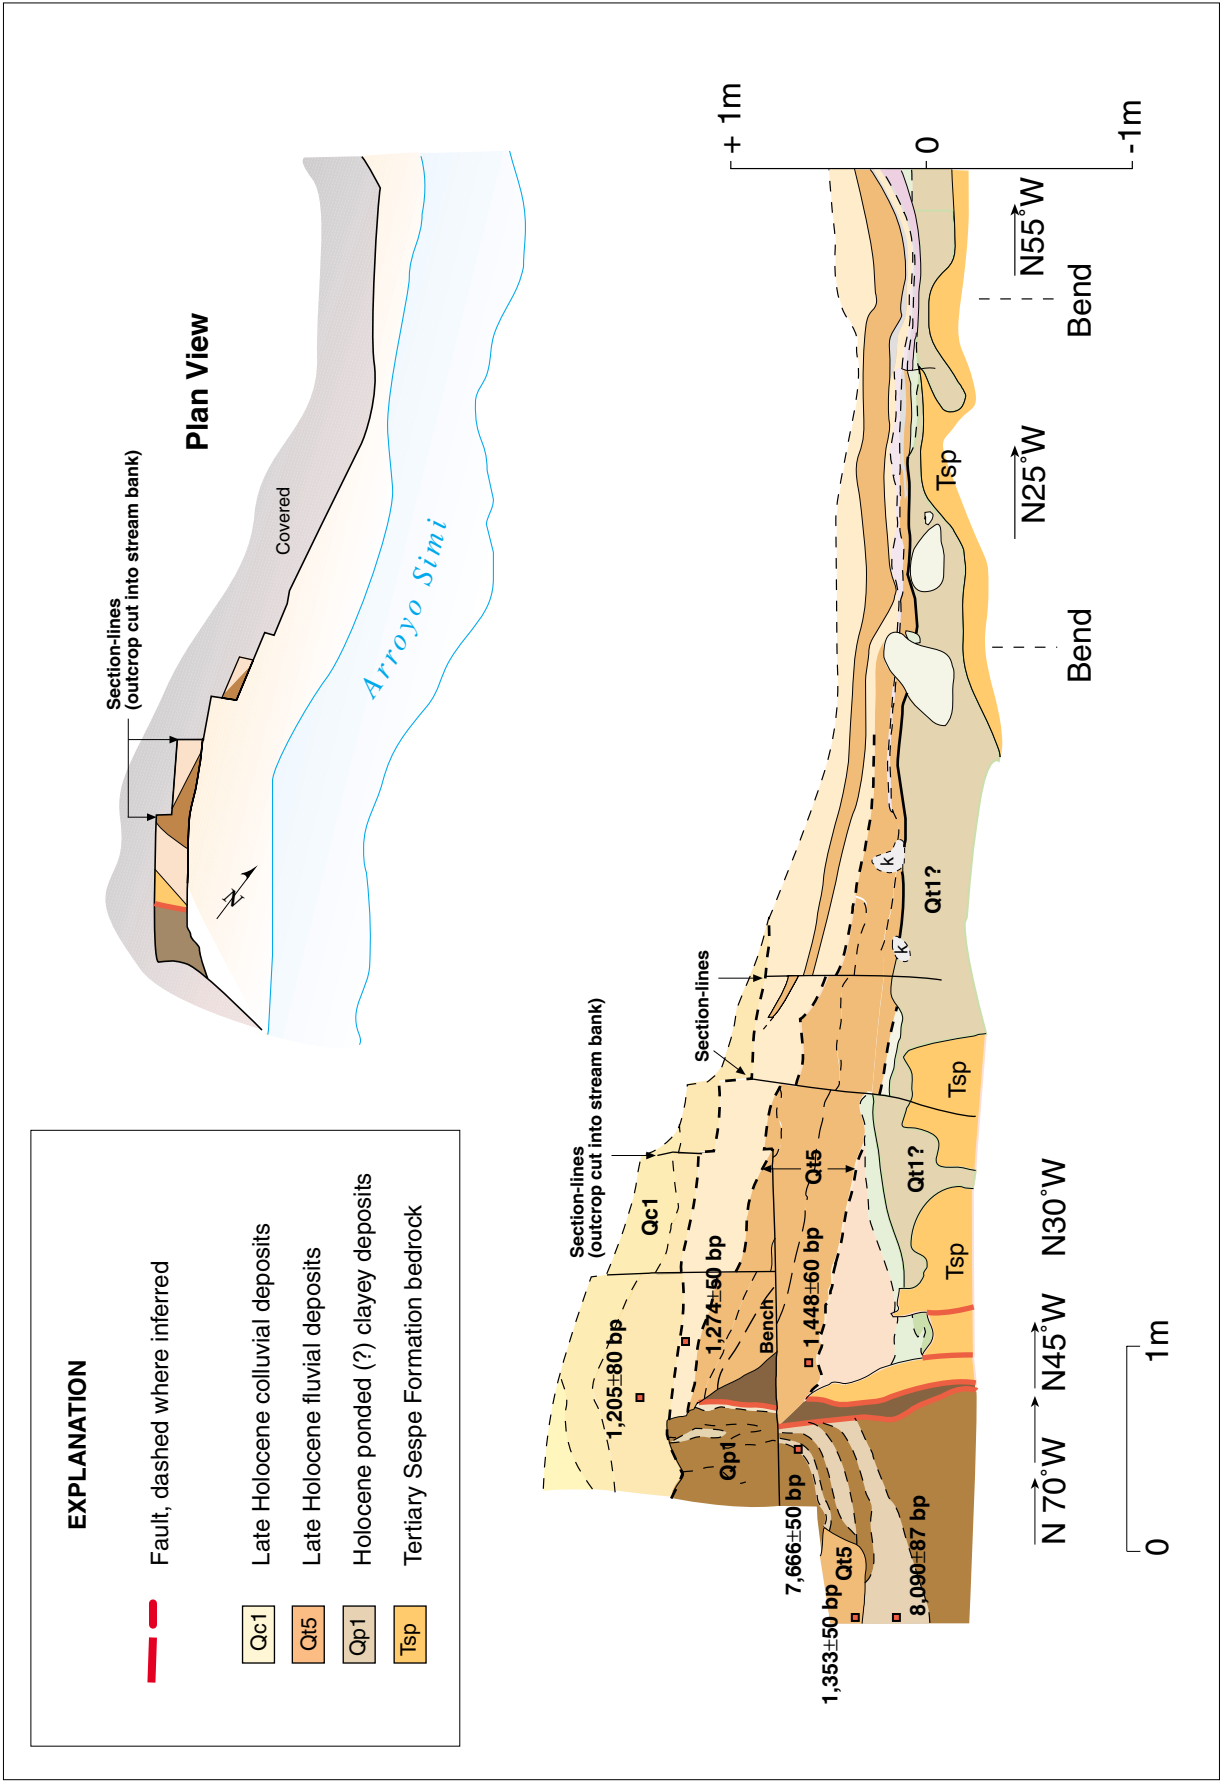 EXPLANATION
Fault, dashed where inferred
Qc1
Late Holocene colluvial deposits
Qt5
Late Holocene fluvial deposits
Qp1
Holocene ponded (?) clayey deposits
Tsp
Tertiary Sespe Formation bedrock
Plan View
Section-lines
(outcrop cut into stream bank)
Covered
N
Arroyo Simi
Section-lines
(outcrop cut into stream bank)
Section-lines
Qc1
1,205±80 bp
1,274±50 bp
Qp1
Bench
Qt5
1,448±60 bp
7,666±50 bp
Qt5
1,353±50 bp
8,090±87 bp
k
k
Qt1?
Qt1?
Tsp
Tsp
Tsp
+ 1m
0
-1m
N 70°W
N45°W
N30°W
N25°W
N55°W
Bend
Bend
0
1m